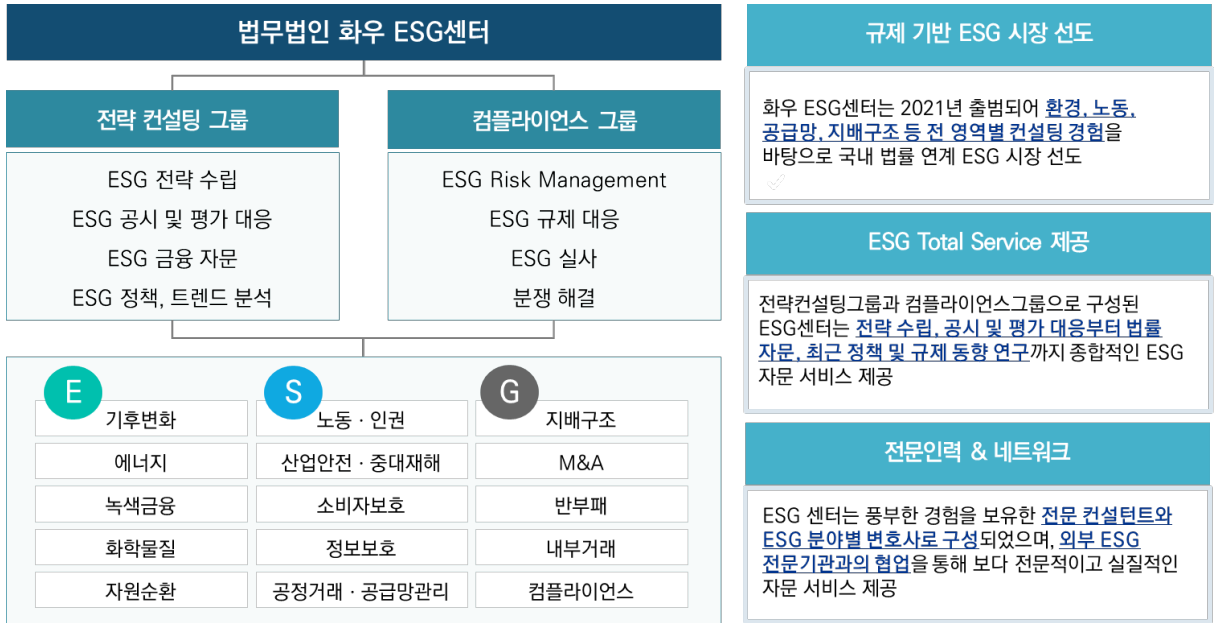 법무법인 화우 ESG센터
전략 컨설팅 그룹
ESG 전략 수립
ESG 공시 및 평가 대응
ESG 금융 자문
ESG 정책, 트렌드 분석
컴플라이언스 그룹
ESG Risk Management
ESG 규제 대응
ESG 실사
분쟁 해결
E
기후변화
에너지
녹색금융
화학물질
자원순환
S
노동 · 인권
산업안전 · 중대재해
소비자보호
정보보호
공정거래 · 공급망관리
G
지배구조
M&A
반부패
내부거래
컴플라이언스
규제 기반 ESG 시장 선도
화우 ESG센터는 2021년 출범되어 환경, 노동,
공급망, 지배구조 등 전 영역별 컨설팅 경험을
바탕으로 국내 법률 연계 ESG 시장 선도
ESG Total Service 제공
전략컨설팅그룹과 컴플라이언스그룹으로 구성된
ESG센터는 전략 수립, 공시 및 평가 대응부터 법률
자문, 최근 정책 및 규제 동향 연구까지 종합적인 ESG
자문 서비스 제공
전문인력 & 네트워크
ESG 센터는 풍부한 경험을 보유한 전문 컨설턴트와
ESG 분야별 변호사로 구성되었으며, 외부 ESG
전문기관과의 협업을 통해 보다 전문적이고 실질적인
자문 서비스 제공